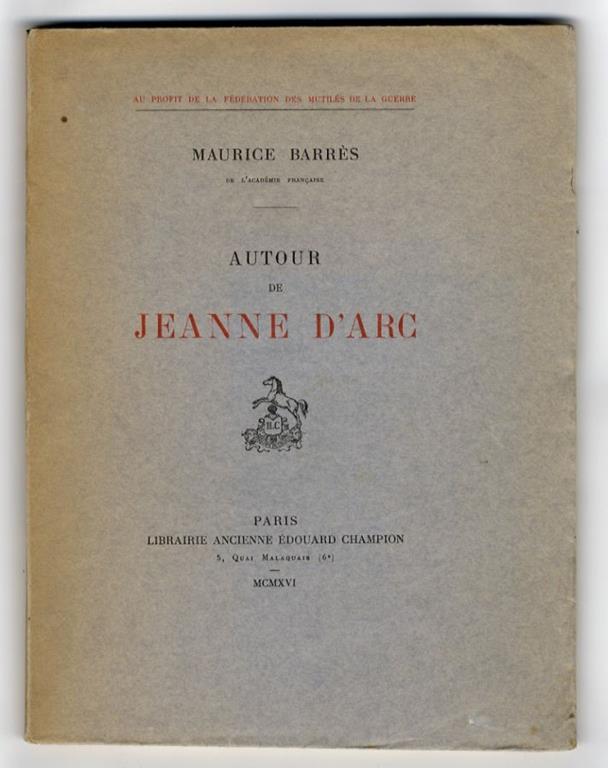 AU PROFIT DE LA FÉDÉRATION DES MUTILÉS DE LA GUERRE
MAURICE BARRÈS
DE L'ACADÉMIE FRANÇAISE
AUTOUR
DE
JEANNE D'ARC
H.C
PARIS
LIBRAIRIE ANCIENNE ÉDOUARD CHAMPION
5, Quai Malaquais (6e)
MCMXVI